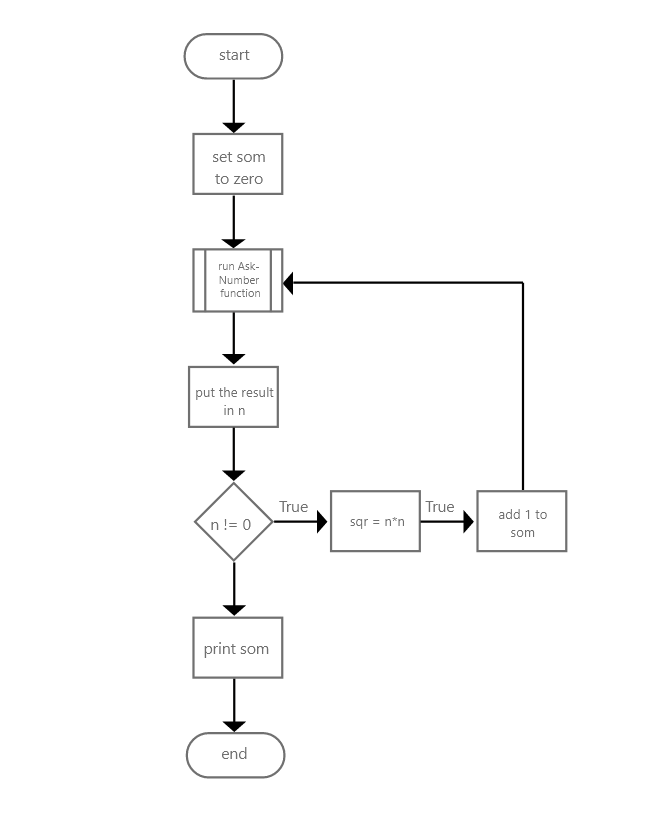 start
set som
to zero
run Ask-
Number
function
put the result
in n
n != 0
True
sqr = n*n
True
add 1 to
som
print som
end